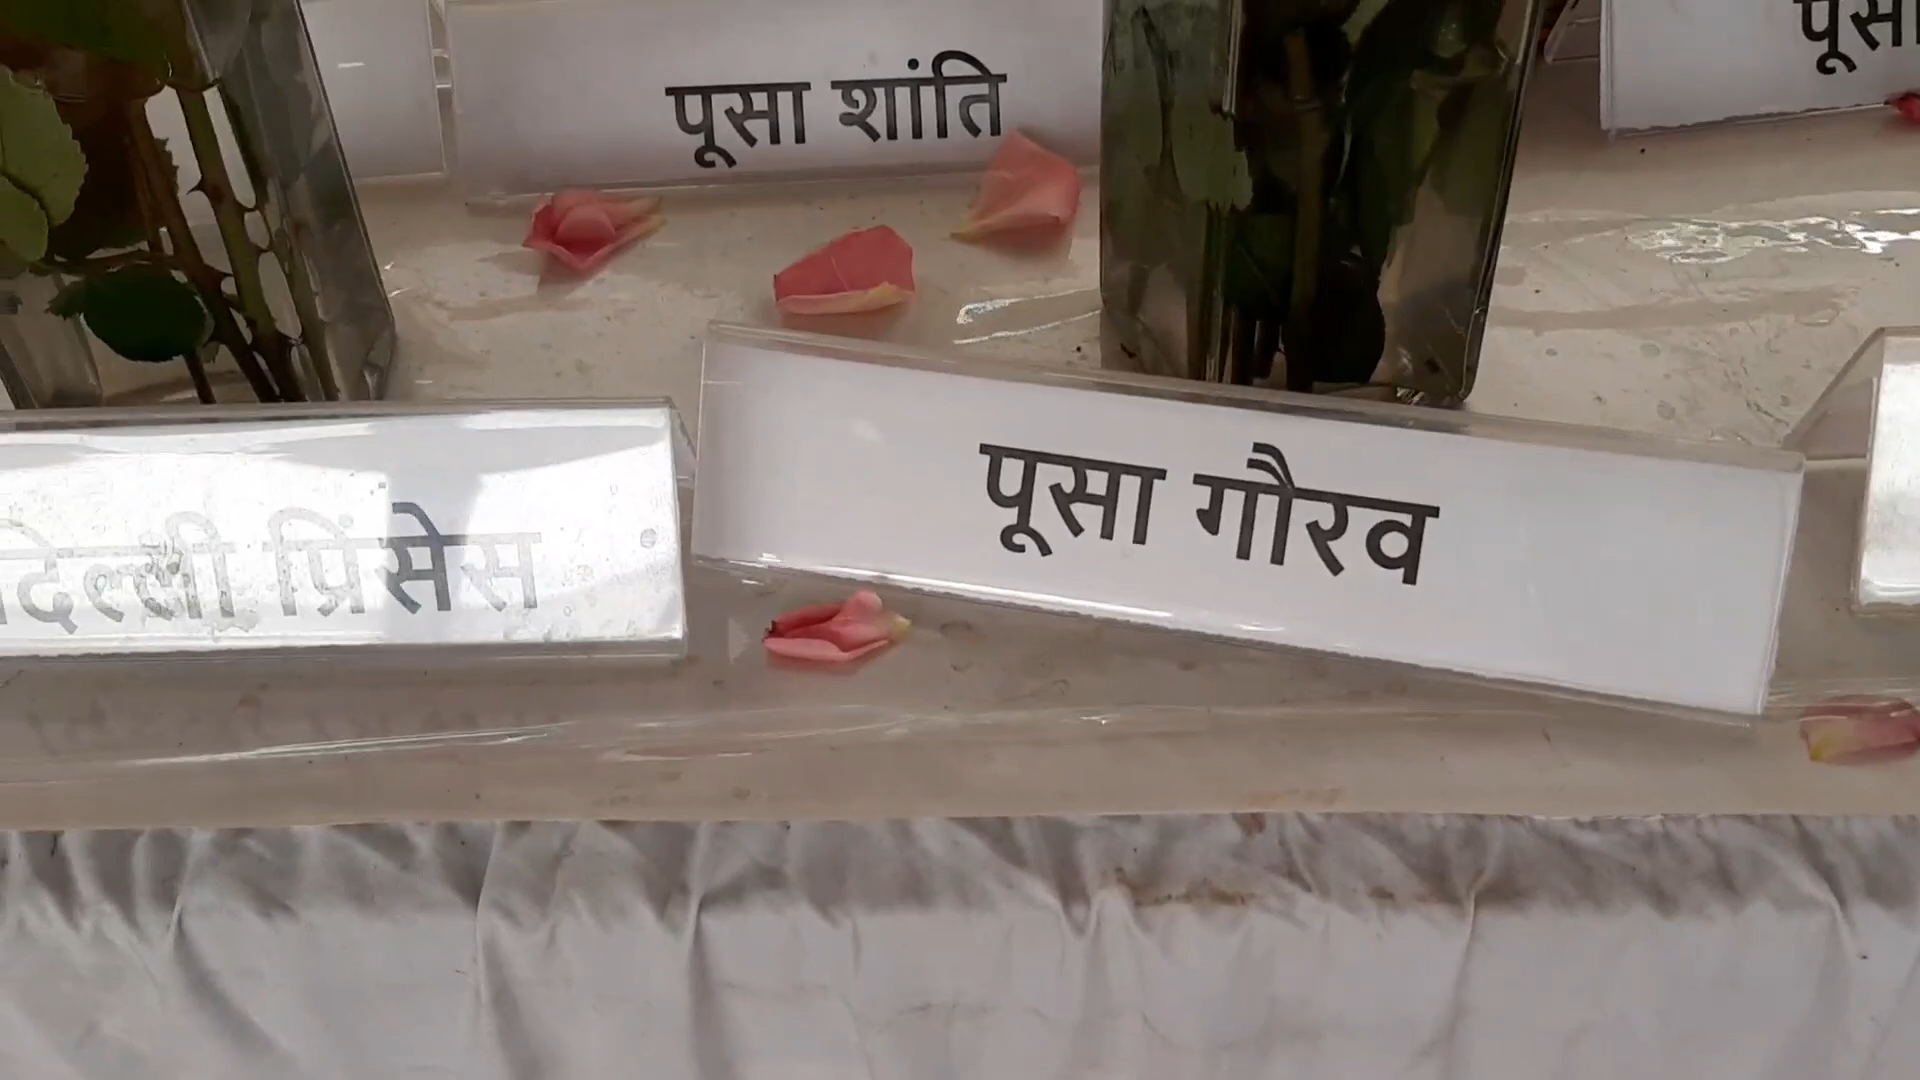 पूसा शांति
पूसा
दिल्ली प्रिंसेस
पूसा गौरव